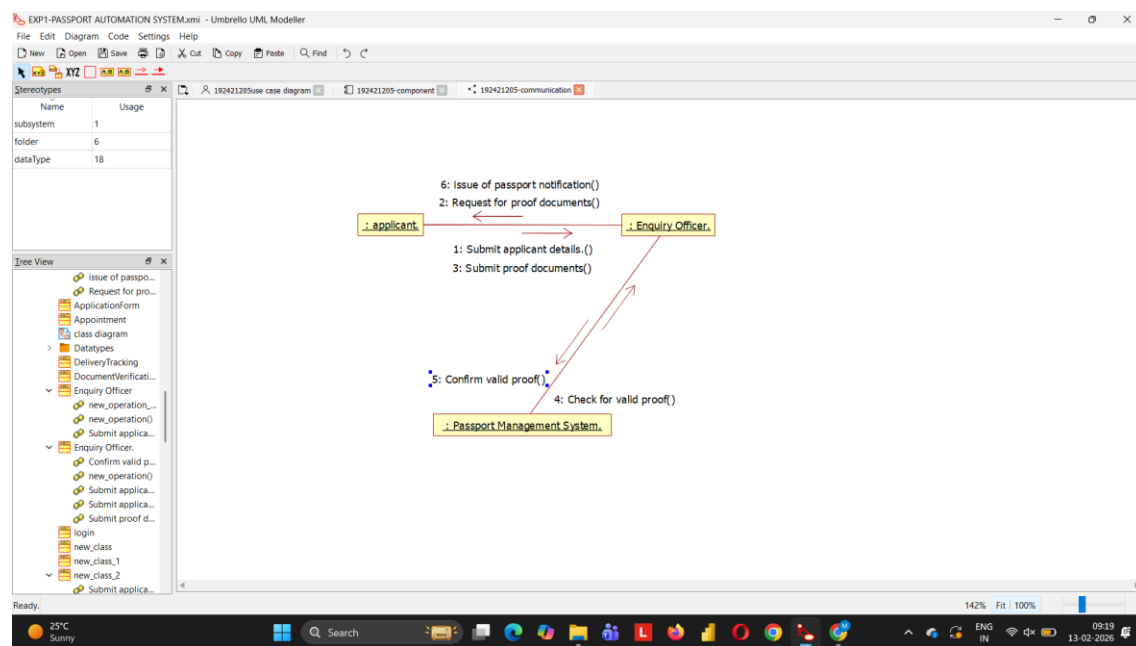 EXP1-PASSPORT AUTOMATION SYSTEM.xmi - Umbrello UML Modeller
File Edit Diagram Code Settings Help
New Open Save Cut Copy Paste Find
XYZ XYZ A.B A.B
Stereotypes
192421205use case diagram 192421205-component 192421205-communication
Name Usage
subsystem 1
folder 6
dataType 18
6: issue of passport notification()
2: Request for proof documents()
: applicant.
: Enquiry Officer.
1: Submit applicant details.()
3: Submit proof documents()
5: Confirm valid proof()
4: Check for valid proof()
: Passport Management System.
Tree View
issue of passpo...
Request for pro...
ApplicationForm
Appointment
class diagram
Datatypes
DeliveryTracking
DocumentVerificati...
Enquiry Officer
new_operation_...
new_operation()
Submit applica...
Enquiry Officer.
Confirm valid p...
new_operation()
Submit applica...
Submit applica...
Submit proof d...
login
new_class
new_class_1
new_class_2
Submit applica...
Ready.
142% Fit 100%
25°C
Sunny
Search
L
M
ENG
IN
09:19
13-02-2026